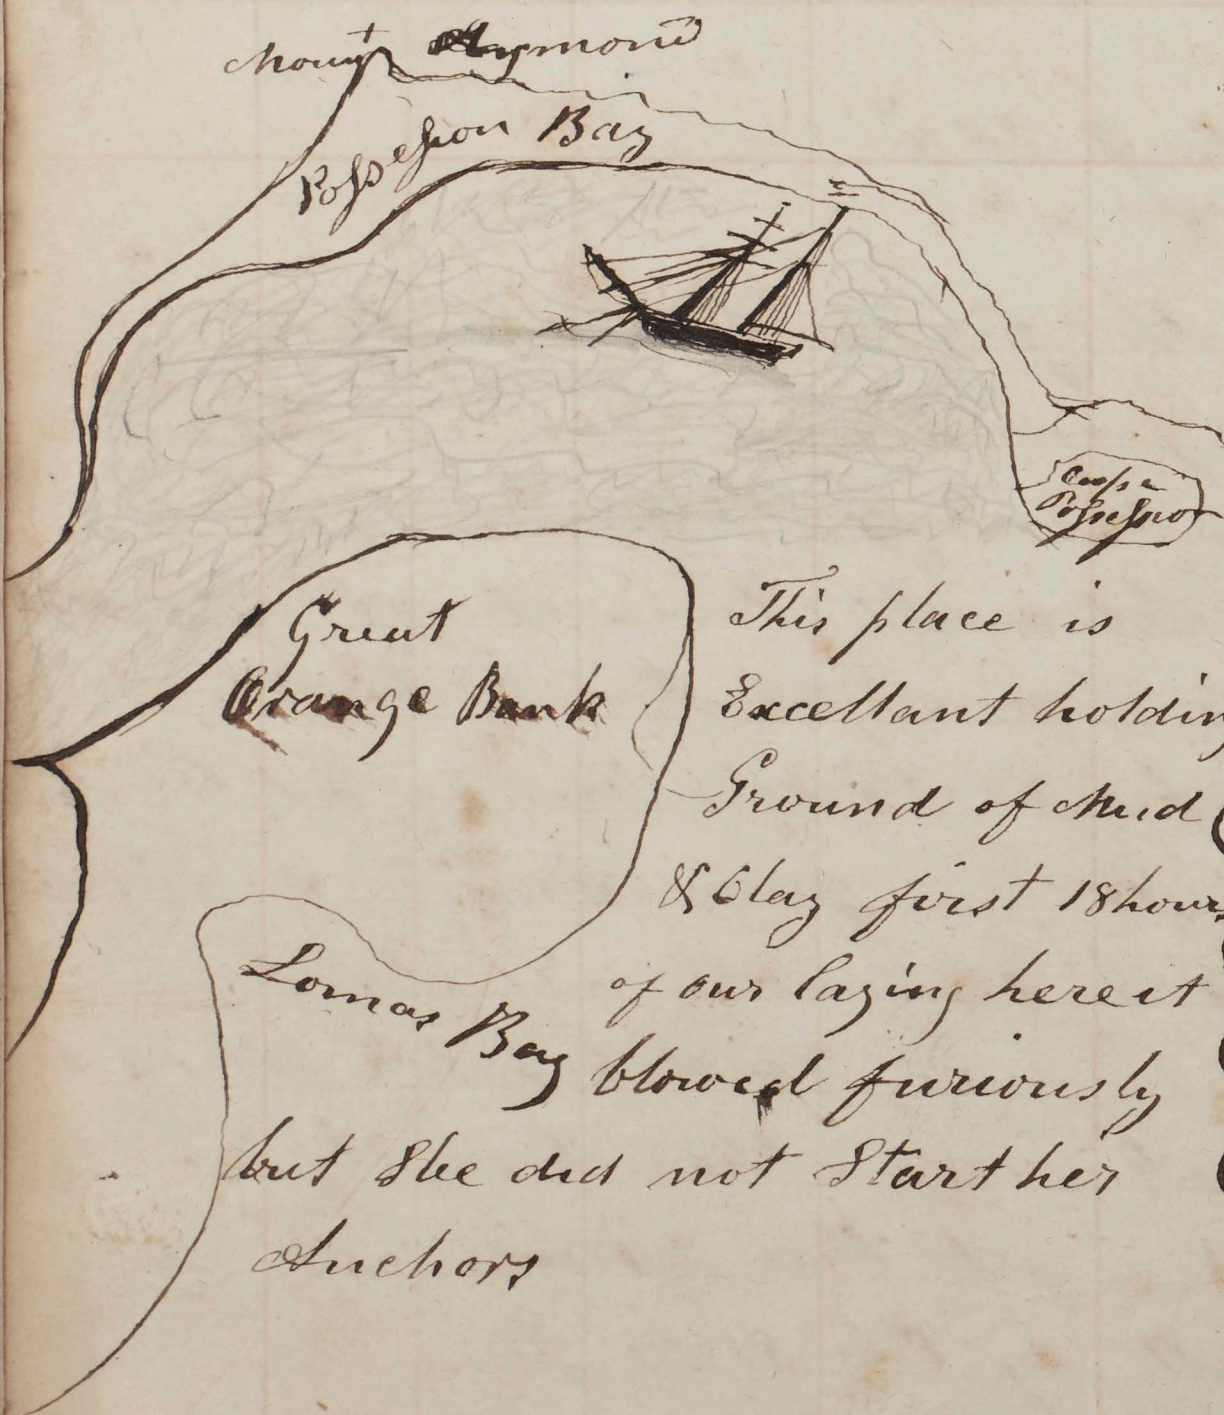 Mount Aymond
Possession Bay
Cape
Possession
Great
Orange Bank
This place is
Excellant holding
Ground of Mud
& Clay first 18 hours
of our laying here it
Lomas Bay
blowed furiously
but She did not Start her
Anchors